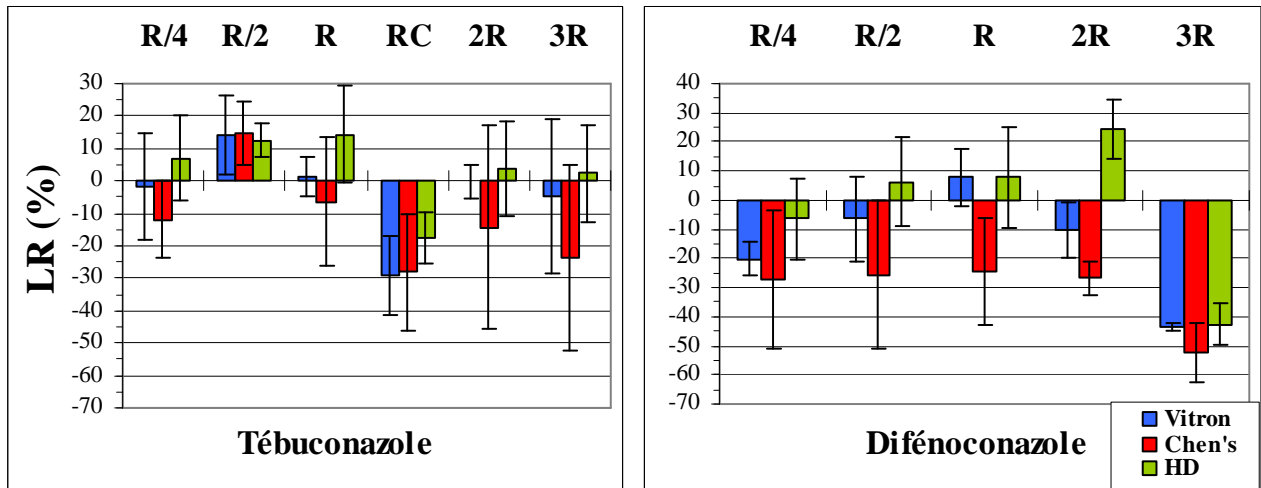 R/4 R/2 R RC 2R 3R
30
20
10
0
-10
-20
-30
-40
-50
-60
-70
LR (%)
Tébuconazole
R/4 R/2 R 2R 3R
40
30
20
10
0
-10
-20
-30
-40
-50
-60
-70
Difénoconazole
Vitron
Chen's
HD